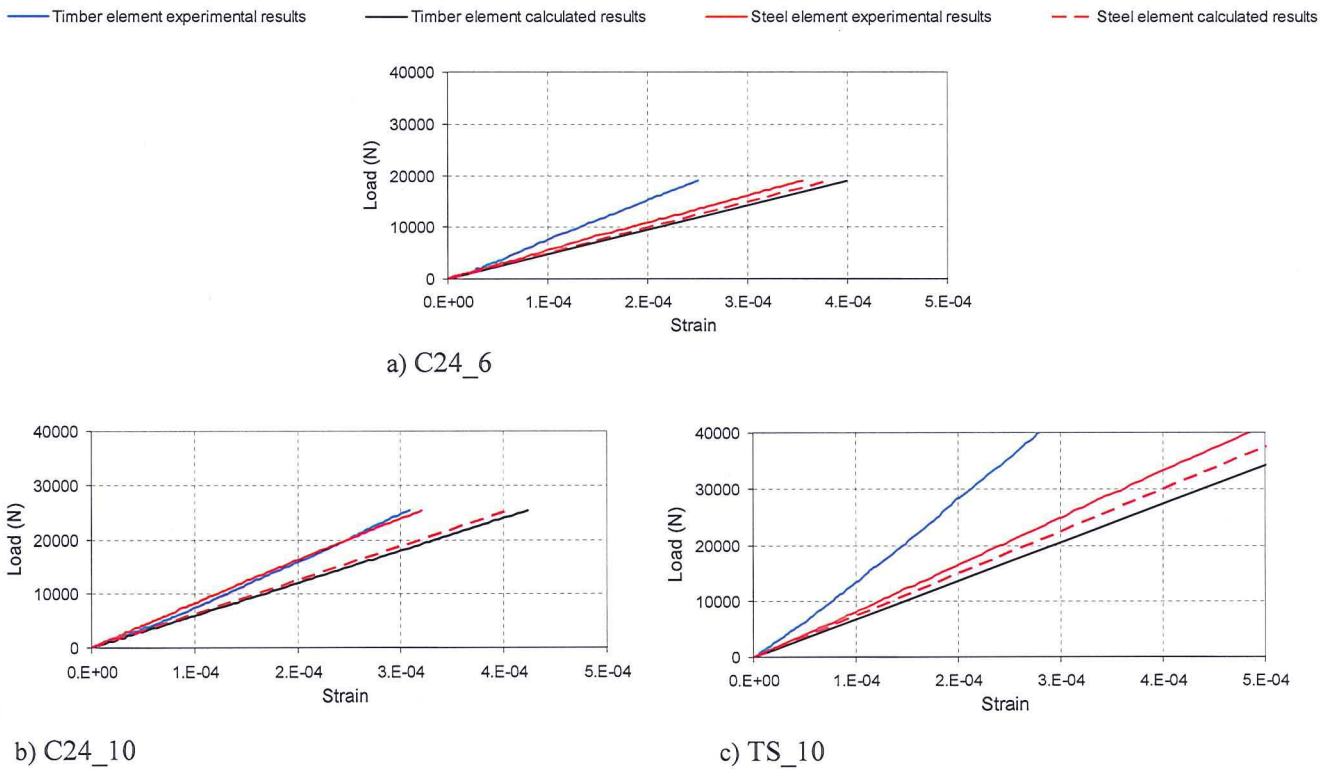 Timber element experimental results Timber element calculated results Steel element experimental results Steel element calculated results
40000
30000
20000
10000
0
Load (N)
0.E+00 1.E-04 2.E-04 3.E-04 4.E-04 5.E-04
Strain
a) C24_6
40000
30000
20000
10000
0
Load (N)
0.E+00 1.E-04 2.E-04 3.E-04 4.E-04 5.E-04
Strain
b) C24_10
40000
30000
20000
10000
0
Load (N)
0.E+00 1.E-04 2.E-04 3.E-04 4.E-04 5.E-04
Strain
c) TS_10